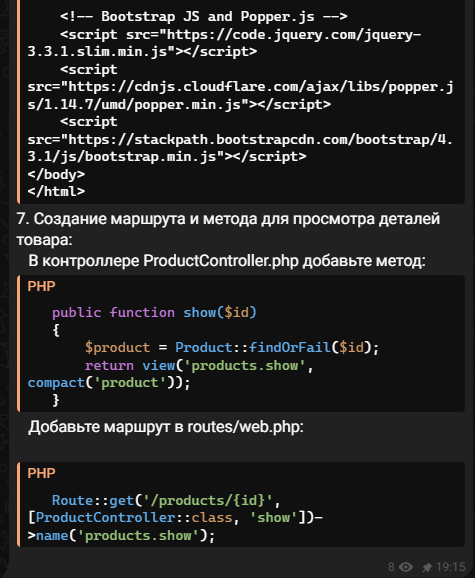 <!-- Bootstrap JS and Popper.js -->
<script src="https://code.jquery.com/jquery-
3.3.1.slim.min.js"></script>
<script
src="https://cdnjs.cloudflare.com/ajax/libs/popper.j
s/1.14.7/umd/popper.min.js"></script>
<script
src="https://stackpath.bootstrapcdn.com/bootstrap/4.
3.1/js/bootstrap.min.js"></script>
</body>
</html>
7. Создание маршрута и метода для просмотра деталей
товара:
В контроллере ProductController.php добавьте метод:
PHP
public function show($id)
{
$product = Product::findOrFail($id);
return view('products.show',
compact('product'));
}
Добавьте маршрут в routes/web.php:
PHP
Route::get('/products/{id}',
[ProductController::class, 'show'])-
>name('products.show');
8 19:15